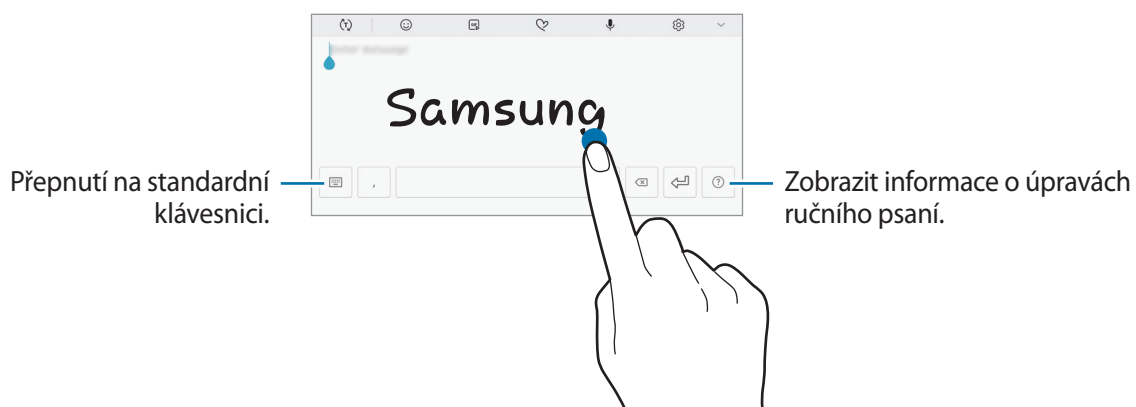 Samsung
Přepnutí na standardní
klávesnici.
Zobrazit informace o úpravách
ručního psaní.